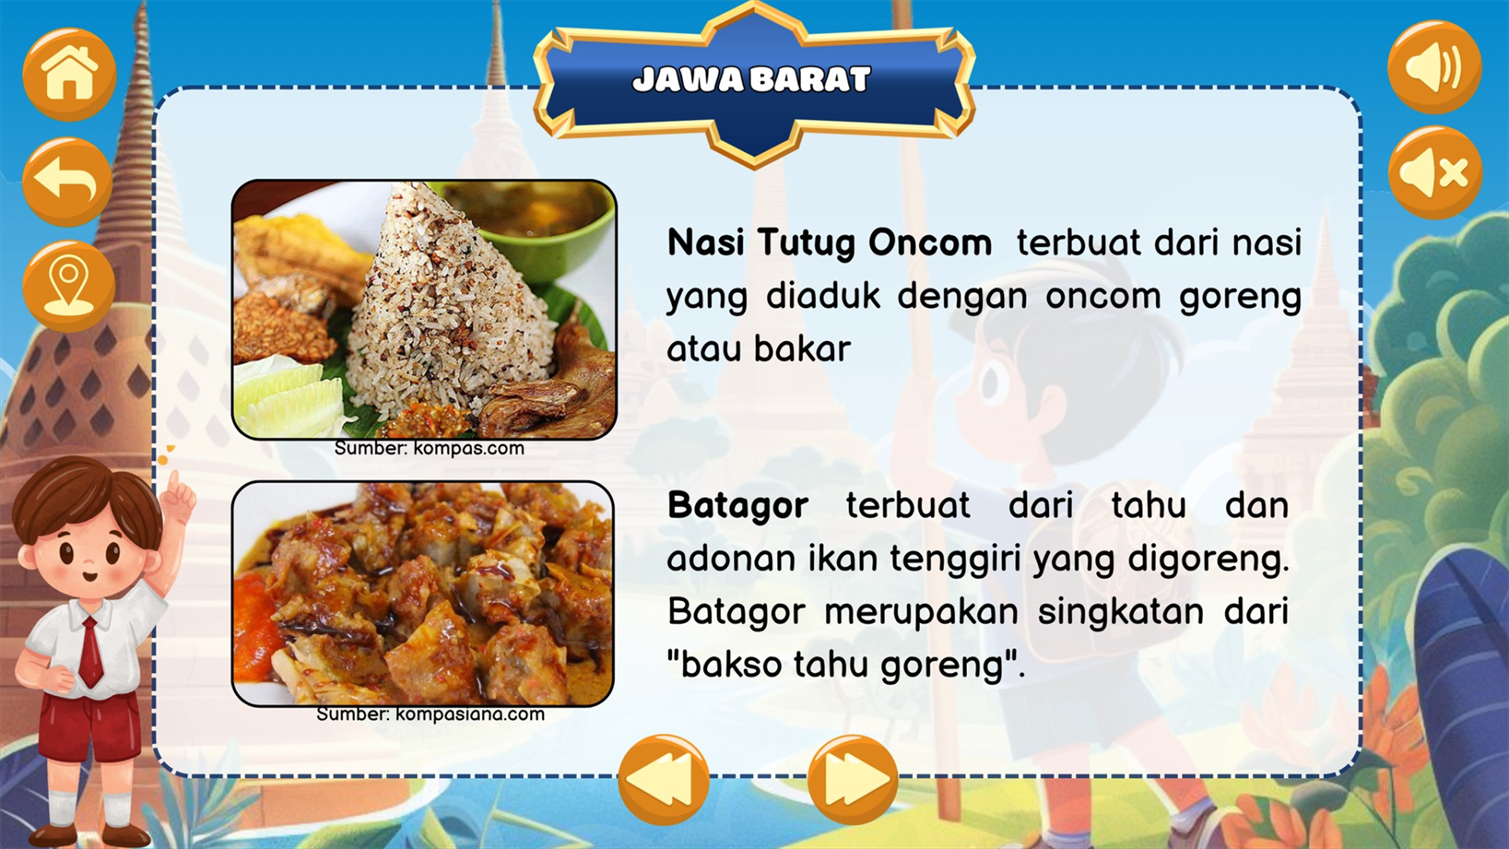 JAWA BARAT
Nasi Tutug Oncom terbuat dari nasi
yang diaduk dengan oncom goreng
atau bakar
Sumber: kompas.com
Batagor terbuat dari tahu dan
adonan ikan tenggiri yang digoreng.
Batagor merupakan singkatan dari
"bakso tahu goreng".
Sumber: kompasiana.com